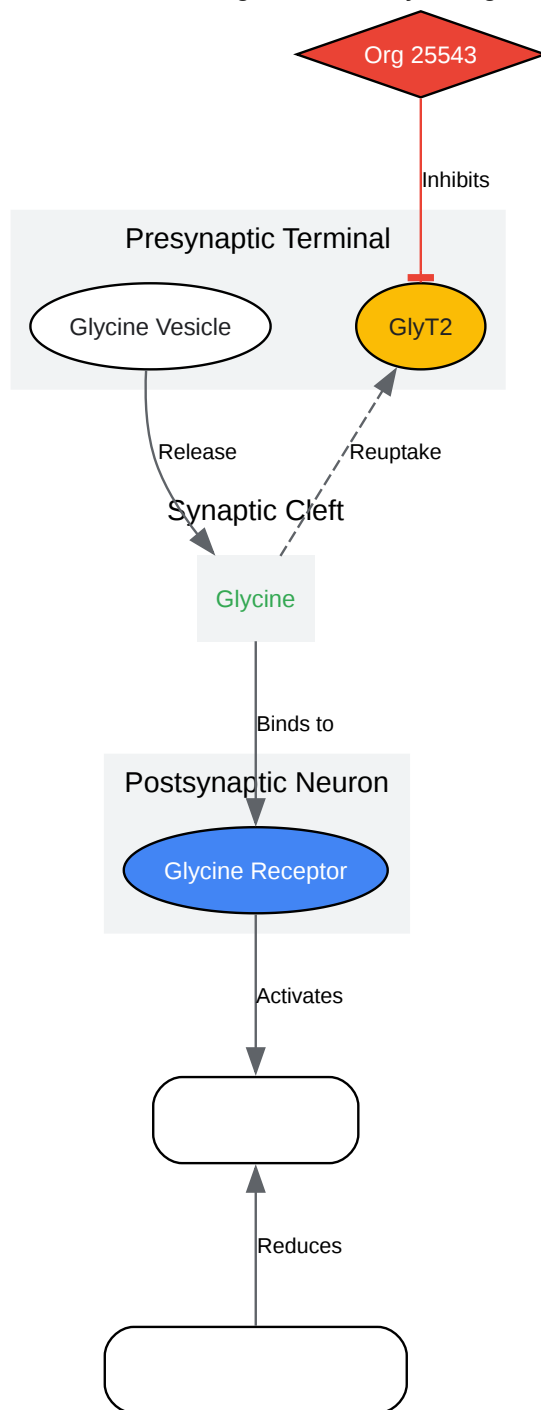 Org 25543
Inhibits
Presynaptic Terminal
Glycine Vesicle
GlyT2
Release
Reuptake
Synaptic Cleft
Glycine
Binds to
Postsynaptic Neuron
Glycine Receptor
Activates
Reduces